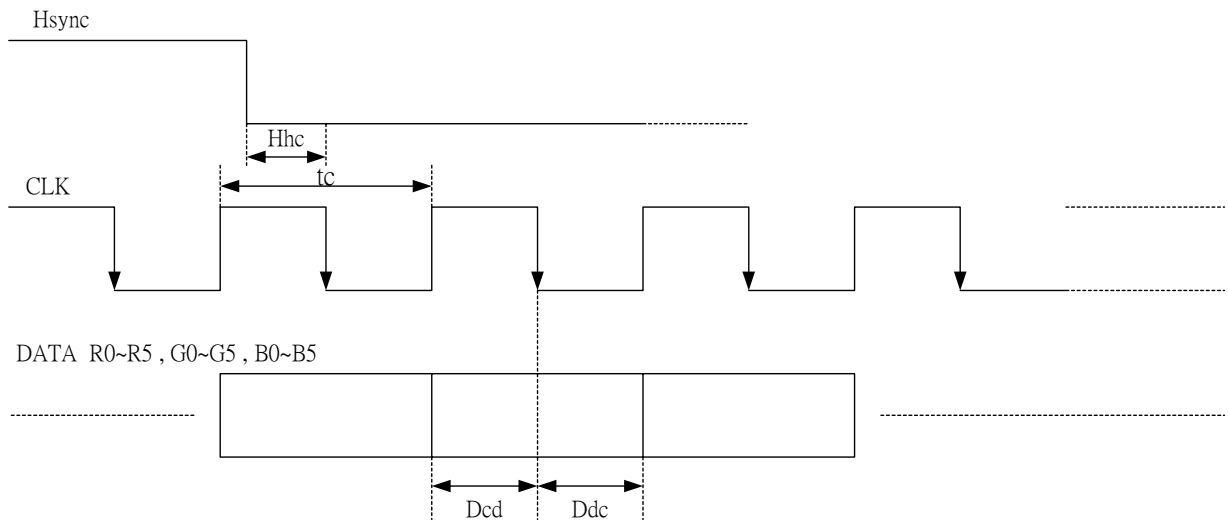 Hsync
Hhc
tc
CLK
DATA R0~R5 , G0~G5 , B0~B5
Dcd
Ddc